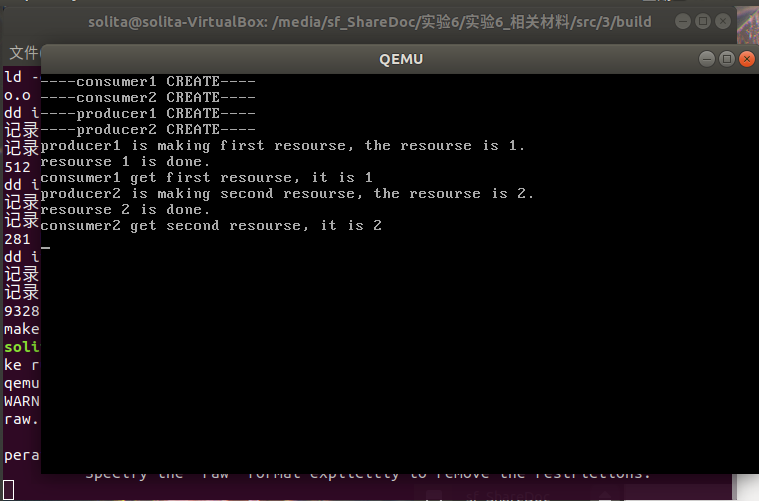 solita@solita-VirtualBox: /media/sf_ShareDoc/实验6/实验6_相关材料/src/3/build
文件(
QEMU
ld -
o.o
dd i
记录
记录
512
dd i
记录
记录
281
dd i
记录
记录
9328
make
soli
ke r
qemu
WARN
raw.
pera
----consumer1 CREATE----
----consumer2 CREATE----
----producer1 CREATE----
----producer2 CREATE----
producer1 is making first resourse, the resourse is 1.
resourse 1 is done.
consumer1 get first resourse, it is 1
producer2 is making second resourse, the resourse is 2.
resourse 2 is done.
consumer2 get second resourse, it is 2
_
Specify the 'raw' format explicitly to remove the restrictions.